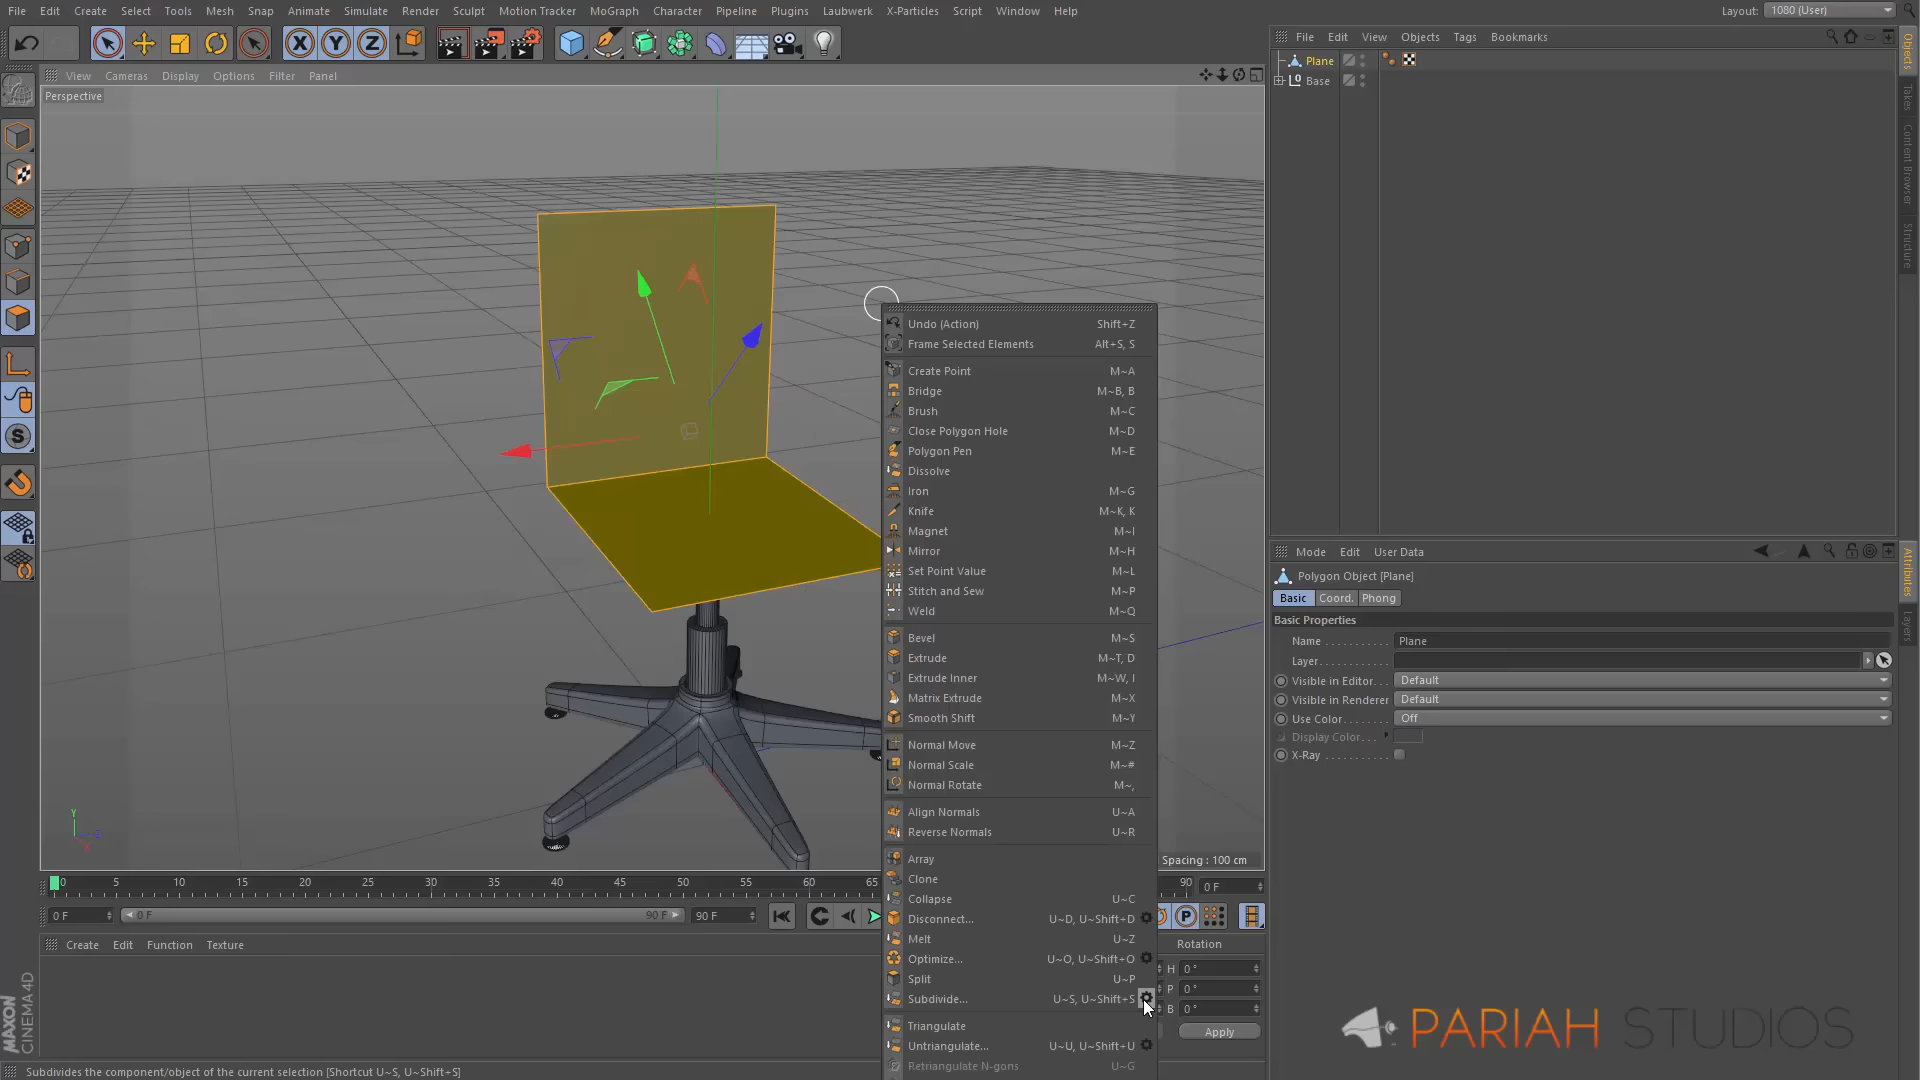 File Edit Create Select Tools Mesh Snap Animate Simulate Render Sculpt Motion Tracker MoGraph Character Pipeline Plugins Laubwerk X-Particles Script Window Help Layout: 1080 (User)
View Cameras Display Options Filter Panel
Perspective
File Edit View Objects Tags Bookmarks
Plane
Base
Objects
Takes
Content Browser
Structure
Undo (Action) Shift+Z
Frame Selected Elements Alt+S, S
Create Point M~A
Bridge M~B, B
Brush M~C
Close Polygon Hole M~D
Polygon Pen M~E
Dissolve
Iron M~G
Knife M~K, K
Magnet M~I
Mirror M~H
Set Point Value M~L
Stitch and Sew M~P
Weld M~Q
Bevel M~S
Extrude M~T, D
Extrude Inner M~W, I
Matrix Extrude M~X
Smooth Shift M~Y
Normal Move M~Z
Normal Scale M~#
Normal Rotate M~,
Align Normals U~A
Reverse Normals U~R
Array
Clone
Collapse U~C
Disconnect... U~D, U~Shift+D
Melt U~Z
Optimize... U~O, U~Shift+O
Split U~P
Subdivide... U~S, U~Shift+S
Triangulate
Untriangulate... U~U, U~Shift+U
Retriangulate N-gons U~G
Mode Edit User Data
Polygon Object [Plane]
Basic Coord. Phong
Basic Properties
Name Plane
Layer
Visible in Editor Default
Visible in Renderer Default
Use Color Off
Display Color
X-Ray
Attributes
Layers
Y
Z
X
Spacing : 100 cm
0 5 10 15 20 25 30 35 40 45 50 55 60 65 90 0 F
0 F 0 F 90 F 90 F
Create Edit Function Texture
Rotation
H 0 °
P 0 °
B 0 °
Apply
MAXON
CINEMA 4D
PARIAH STUDIOS
Subdivides the component/object of the current selection [Shortcut U~S, U~Shift+S]